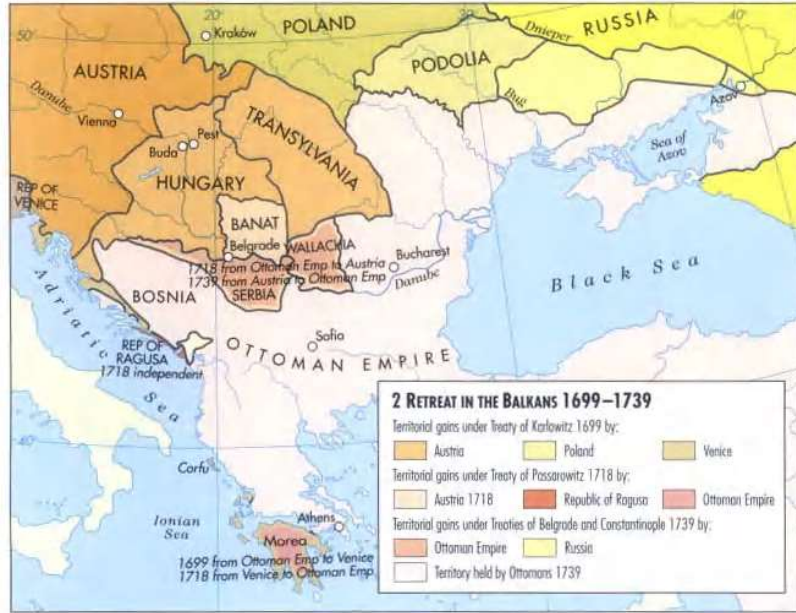 20°
30°
40°
50°
Kraków
POLAND
RUSSIA
Dnieper
AUSTRIA
PODOLIA
Bug
Azov
Danube
Vienna
Pest
Buda
TRANSYLVANIA
Sea of
Azov
HUNGARY
REP OF
VENICE
BANAT
Belgrade
WALLACHIA
1718 from Ottoman Emp to Austria
1739 from Austria to Ottoman Emp
Bucharest
Danube
Black Sea
BOSNIA
SERBIA
Adriatic Sea
Sofia
REP OF
RAGUSA
1718 independent
OTTOMAN EMPIRE
40°
Corfu
Ionian
Sea
Athens
Morea
1699 from Ottoman Emp to Venice
1718 from Venice to Ottoman Emp
2 RETREAT IN THE BALKANS 1699–1739
Territorial gains under Treaty of Karlowitz 1699 by:
Austria
Poland
Venice
Territorial gains under Treaty of Passarowitz 1718 by:
Austria 1718
Republic of Ragusa
Ottoman Empire
Territorial gains under Treaties of Belgrade and Constantinople 1739 by:
Ottoman Empire
Russia
Territory held by Ottomans 1739